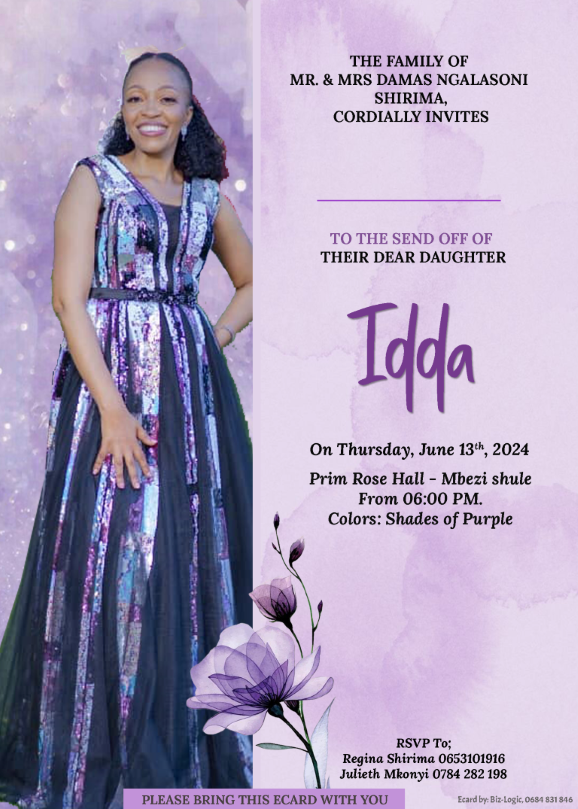 THE FAMILY OF
MR. & MRS DAMAS NGALASONI
SHIRIMA,
CORDIALLY INVITES
TO THE SEND OFF OF
THEIR DEAR DAUGHTER
Idda
On Thursday, June 13th, 2024
Prim Rose Hall - Mbezi shule
From 06:00 PM.
Colors: Shades of Purple
RSVP To;
Regina Shirima 0653101916
Julieth Mkonyi 0784 282 198
PLEASE BRING THIS ECARD WITH YOU
Ecard by: Biz-Logic, 0684 831 846